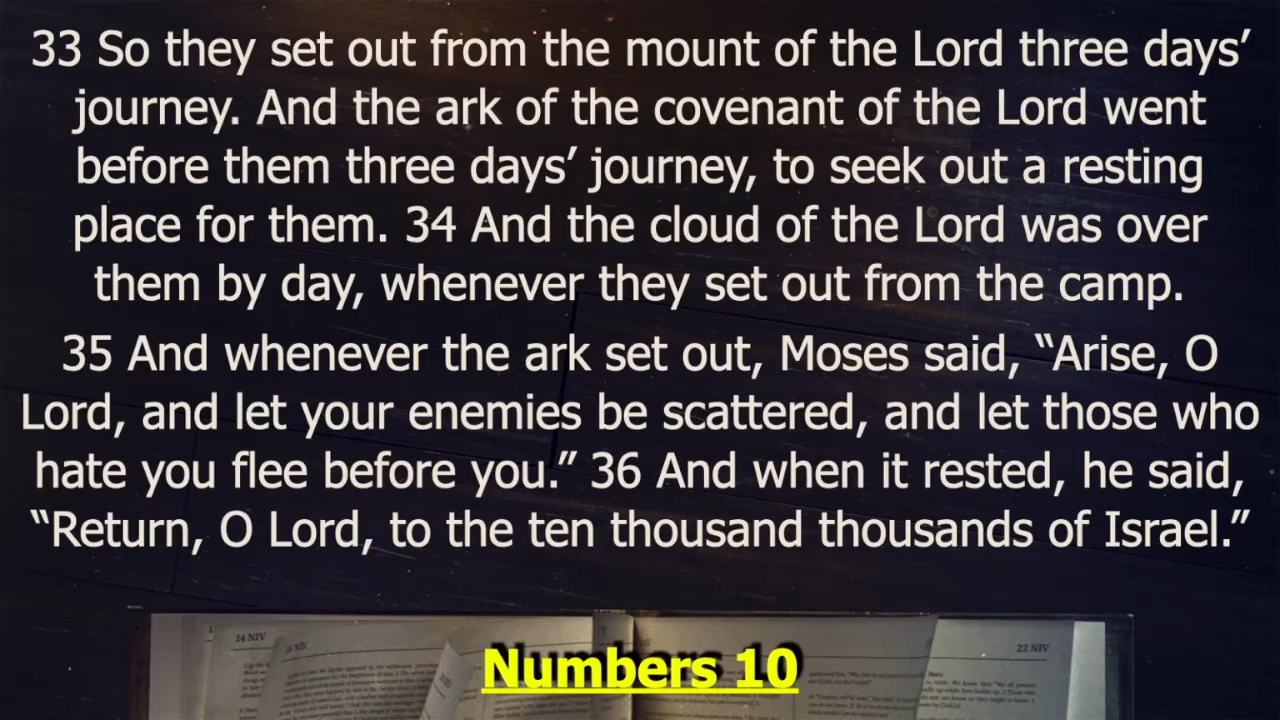 33 So they set out from the mount of the Lord three days’
journey. And the ark of the covenant of the Lord went
before them three days’ journey, to seek out a resting
place for them. 34 And the cloud of the Lord was over
them by day, whenever they set out from the camp.
35 And whenever the ark set out, Moses said, “Arise, O
Lord, and let your enemies be scattered, and let those who
hate you flee before you.” 36 And when it rested, he said,
“Return, O Lord, to the ten thousand thousands of Israel.”
14 NIV
22 NIV
Numbers 10